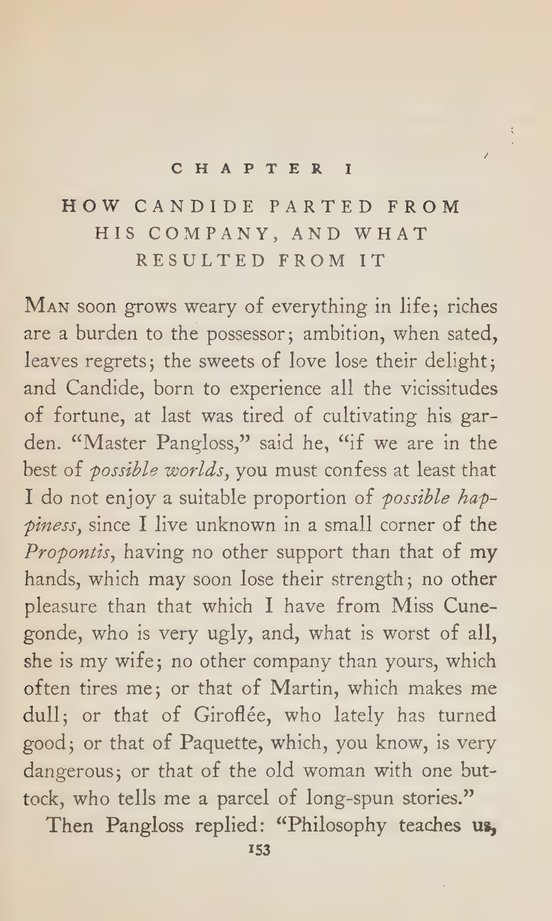 CHAPTER I
HOW CANDIDE PARTED FROM
HIS COMPANY, AND WHAT
RESULTED FROM IT
MAN soon grows weary of everything in life; riches
are a burden to the possessor; ambition, when sated,
leaves regrets; the sweets of love lose their delight;
and Candide, born to experience all the vicissitudes
of fortune, at last was tired of cultivating his gar-
den. “Master Pangloss,” said he, “if we are in the
best of possible worlds, you must confess at least that
I do not enjoy a suitable proportion of possible hap-
piness, since I live unknown in a small corner of the
Propontis, having no other support than that of my
hands, which may soon lose their strength; no other
pleasure than that which I have from Miss Cune-
gonde, who is very ugly, and, what is worst of all,
she is my wife; no other company than yours, which
often tires me; or that of Martin, which makes me
dull; or that of Giroflée, who lately has turned
good; or that of Paquette, which, you know, is very
dangerous; or that of the old woman with one but-
tock, who tells me a parcel of long-spun stories.”
Then Pangloss replied: “Philosophy teaches us,
153